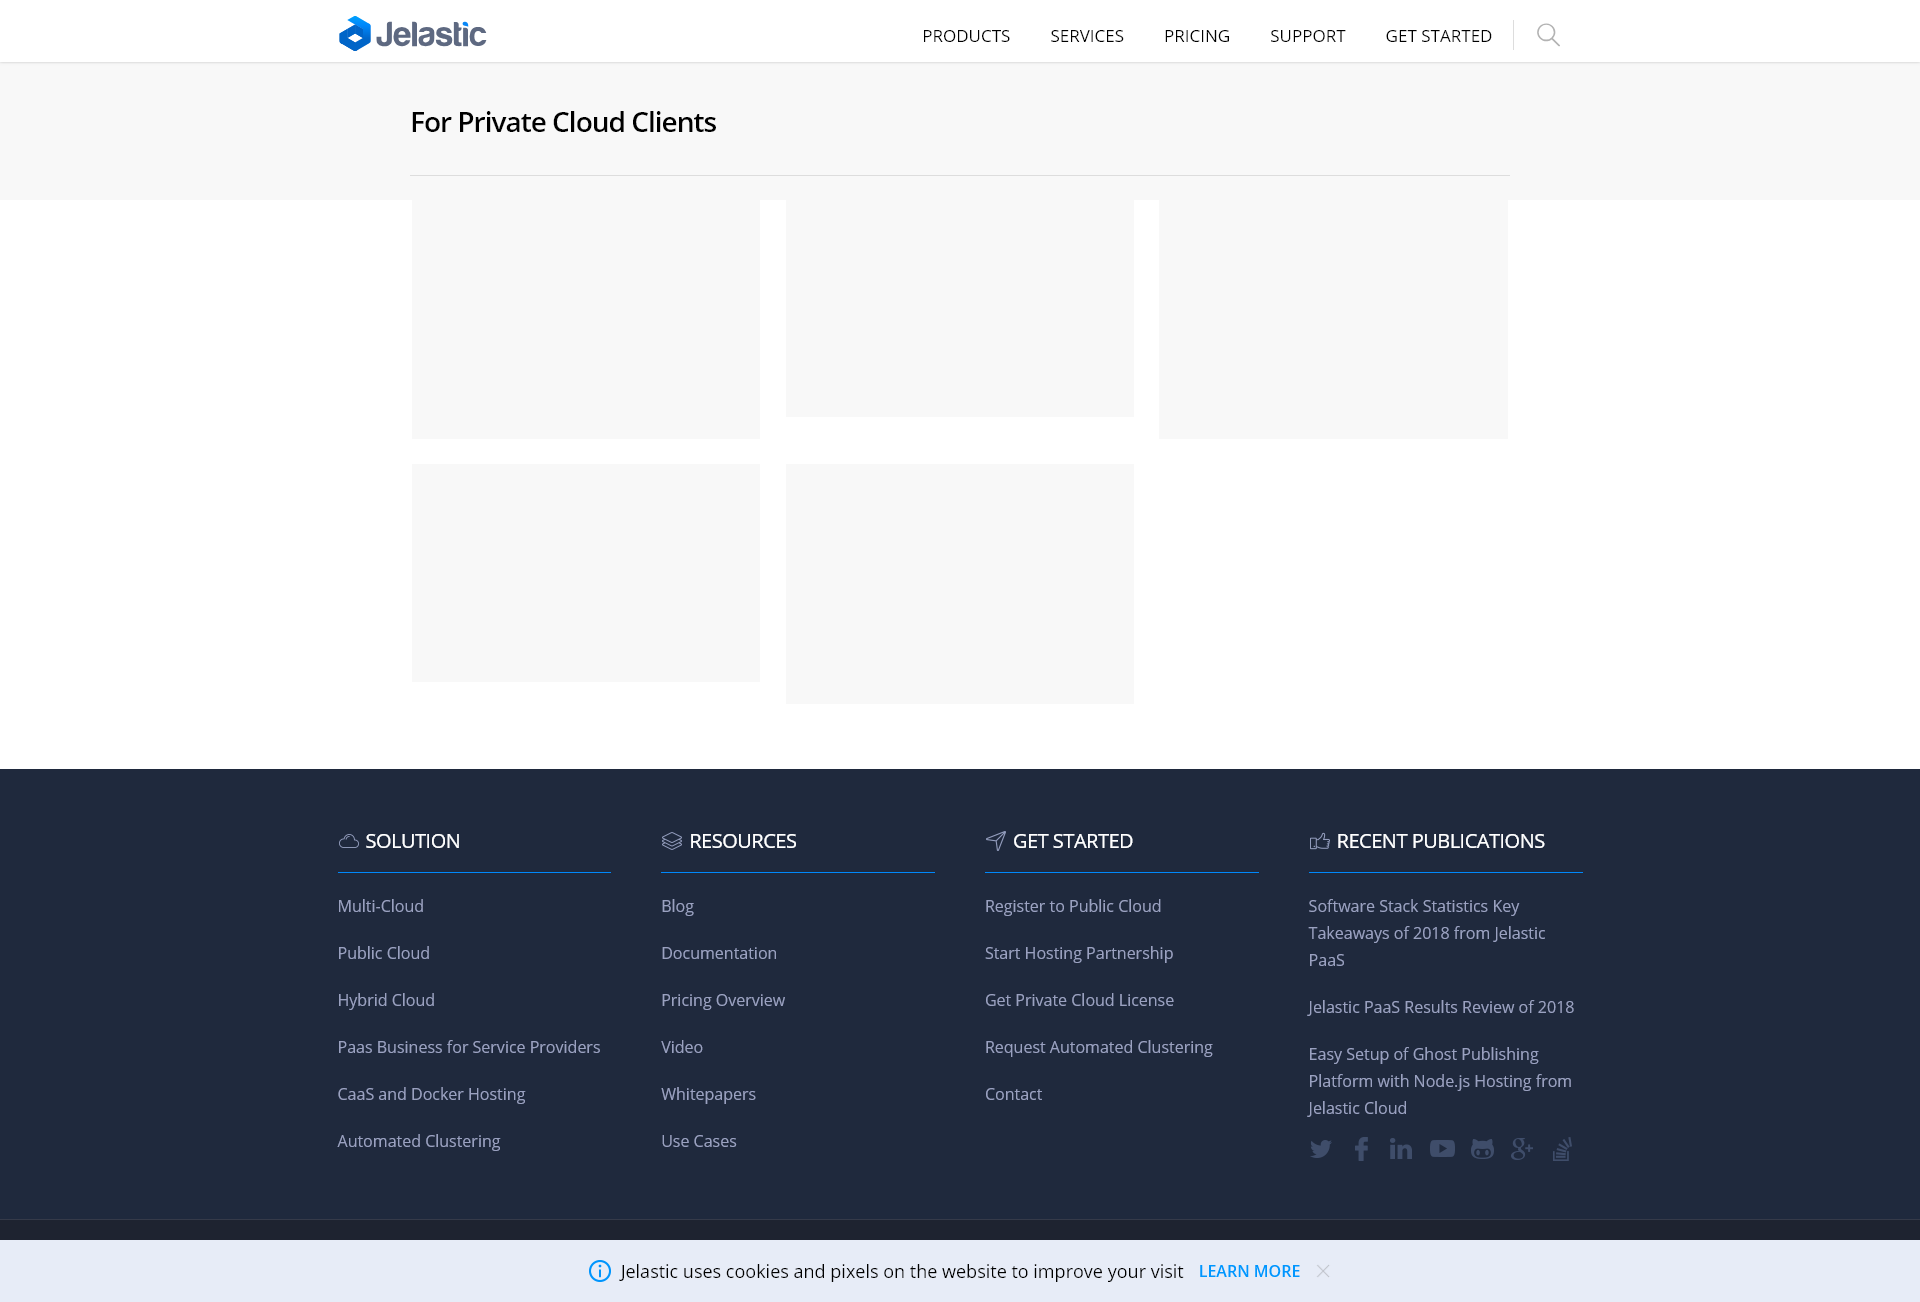 Jelastic
PRODUCTS
SERVICES
PRICING
SUPPORT
GET STARTED
For Private Cloud Clients
SOLUTION
Multi-Cloud
Public Cloud
Hybrid Cloud
Paas Business for Service Providers
CaaS and Docker Hosting
Automated Clustering
RESOURCES
Blog
Documentation
Pricing Overview
Video
Whitepapers
Use Cases
GET STARTED
Register to Public Cloud
Start Hosting Partnership
Get Private Cloud License
Request Automated Clustering
Contact
RECENT PUBLICATIONS
Software Stack Statistics Key
Takeaways of 2018 from Jelastic
PaaS
Jelastic PaaS Results Review of 2018
Easy Setup of Ghost Publishing
Platform with Node.js Hosting from
Jelastic Cloud
Jelastic uses cookies and pixels on the website to improve your visit LEARN MORE